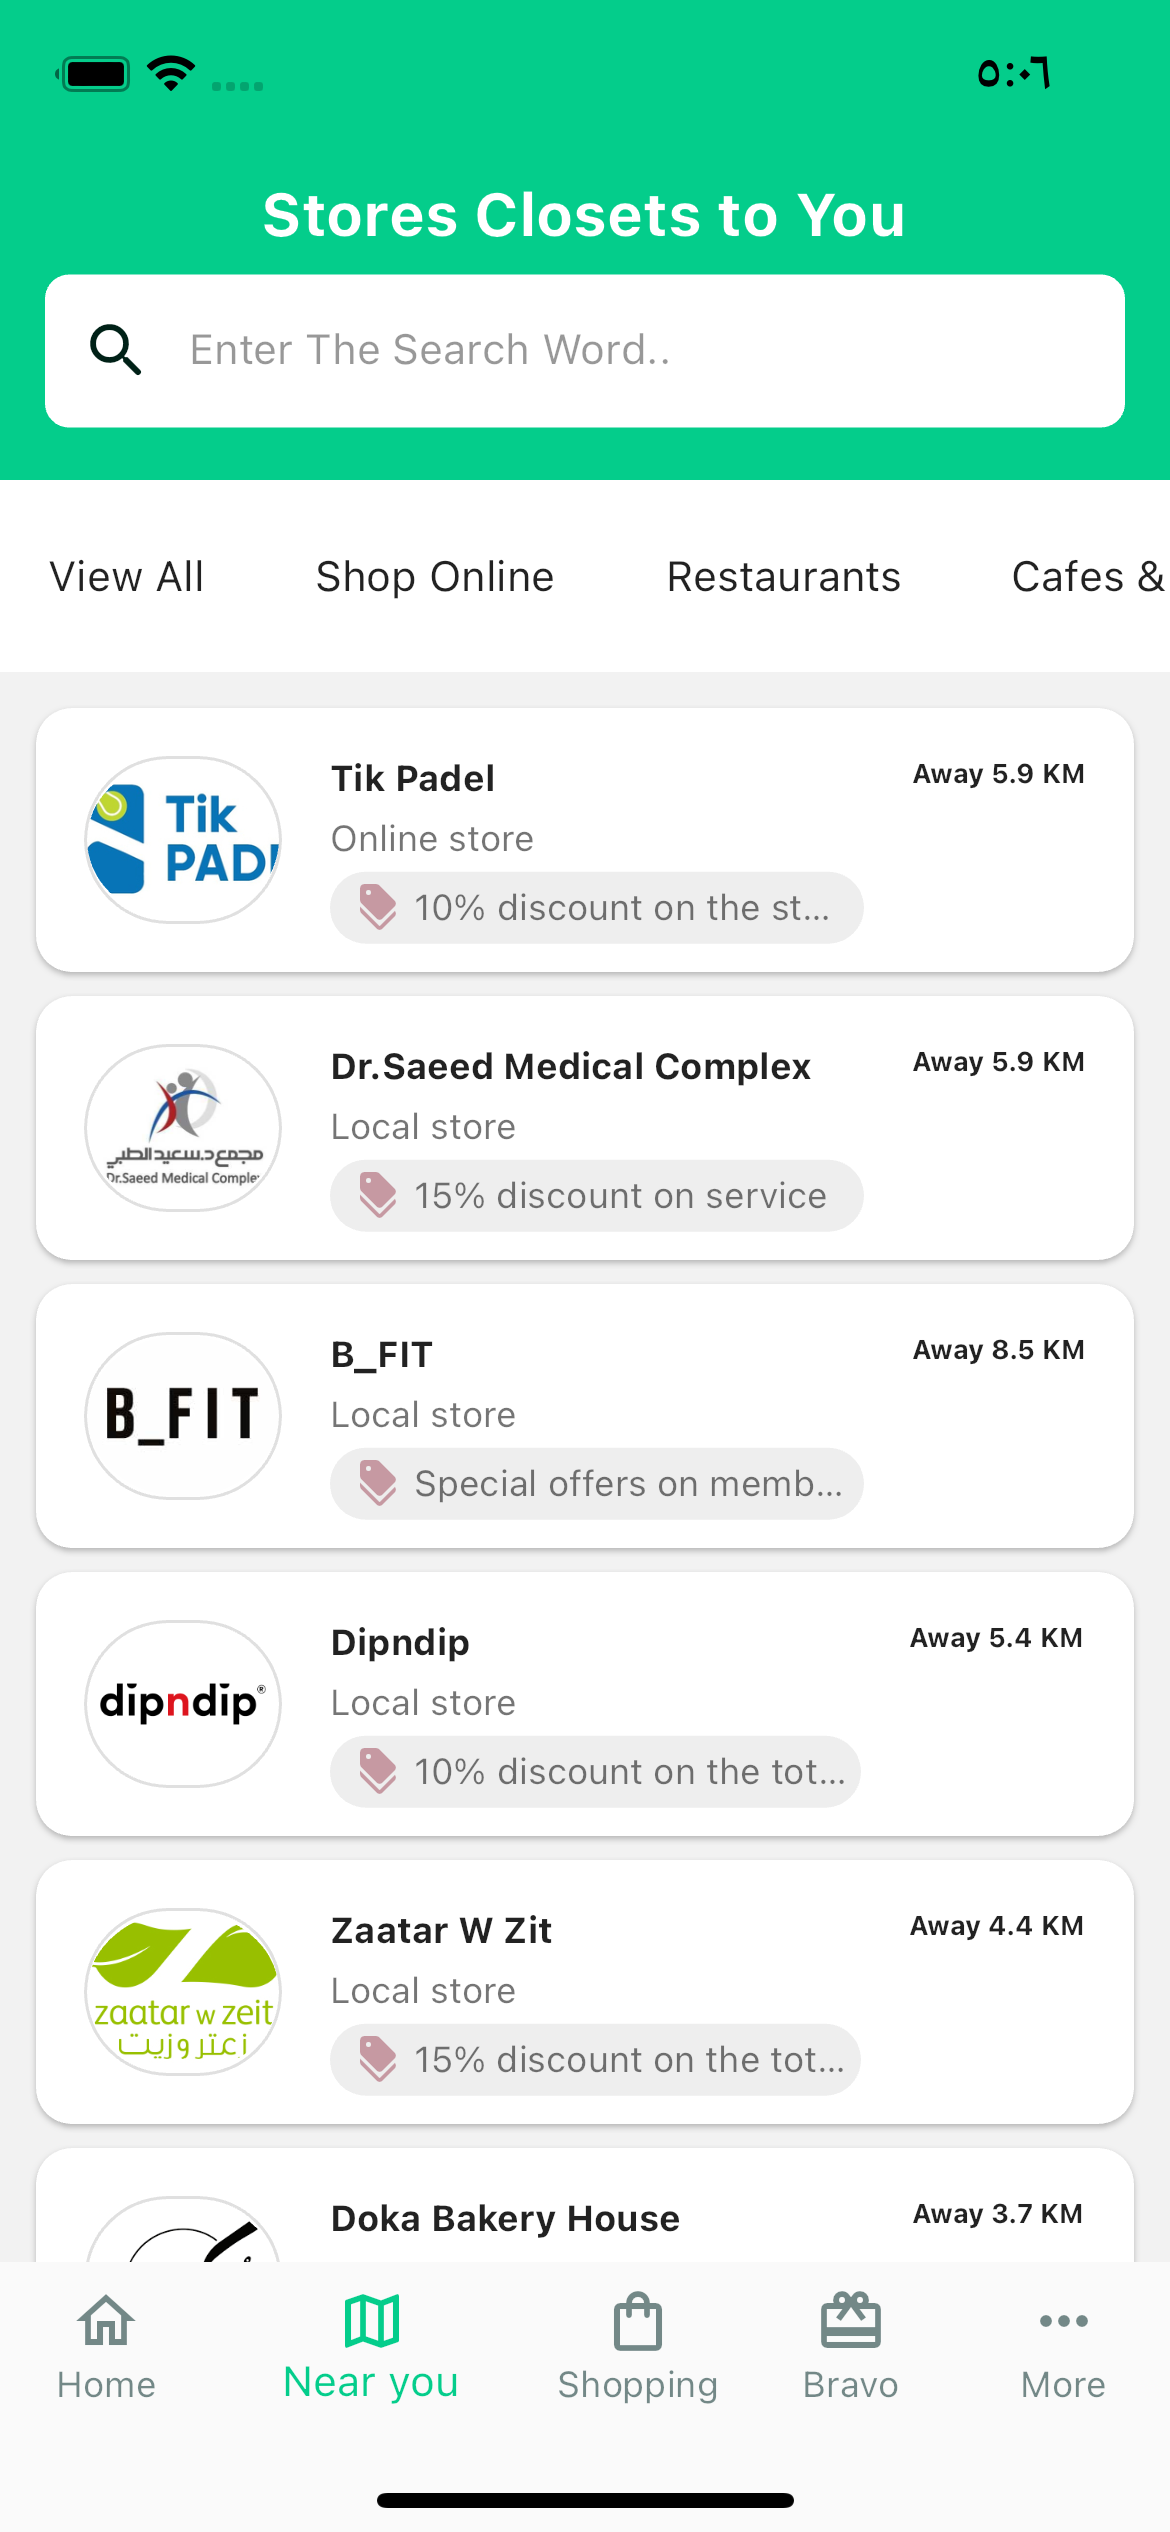 ٥:٠٦
Stores Closets to You
Enter The Search Word..
View All
Shop Online
Restaurants
Cafes &
Tik
PAD
Tik Padel
Away 5.9 KM
Online store
10% discount on the st...
مجمع د.سعيد الطبي
Dr.Saeed Medical Comple
Dr.Saeed Medical Complex
Away 5.9 KM
Local store
15% discount on service
B_FIT
B_FIT
Away 8.5 KM
Local store
Special offers on memb...
dipndip®
Dipndip
Away 5.4 KM
Local store
10% discount on the tot...
zaatar w zeit
زعتر و زيت
Zaatar W Zit
Away 4.4 KM
Local store
15% discount on the tot...
Doka Bakery House
Away 3.7 KM
Home
Near you
Shopping
Bravo
More